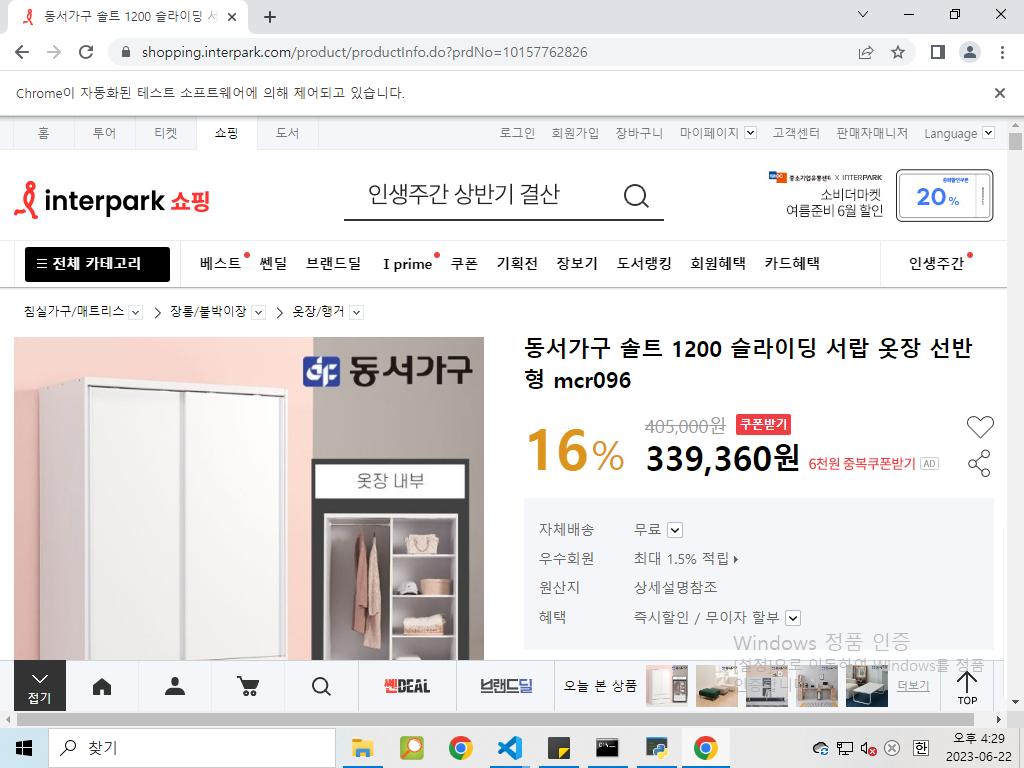 동서가구 솔트 1200 슬라이딩 서
shopping.interpark.com/product/productInfo.do?prdNo=10157762826
Chrome이 자동화된 테스트 소프트웨어에 의해 제어되고 있습니다.
홈 투어 티켓 쇼핑 도서 로그인 회원가입 장바구니 마이페이지 고객센터 판매자매니저 Language
interpark 쇼핑
인생주간 상반기 결산
중소기업유통센터 X INTERPARK
소비더마켓
여름준비 6월 할인
중복할인쿠폰
20%
전체 카테고리 베스트 쎈딜 브랜드딜 I prime 쿠폰 기획전 장보기 도서랭킹 회원혜택 카드혜택 인생주간
침실가구/매트리스 장롱/붙박이장 옷장/행거
동서가구
옷장 내부
동서가구 솔트 1200 슬라이딩 서랍 옷장 선반
형 mcr096
16%
405,000원 쿠폰받기
339,360원 6천원 중복쿠폰받기 AD
자체배송 무료
우수회원 최대 1.5% 적립
원산지 상세설명참조
혜택 즉시할인 / 무이자 할부
Windows 정품 인증
[설정]으로 이동하여 Windows를 정품
인증합니다.
접기
쎈DEAL
브랜드딜
오늘 본 상품
더보기
TOP
찾기
한
오후 4:29
2023-06-22